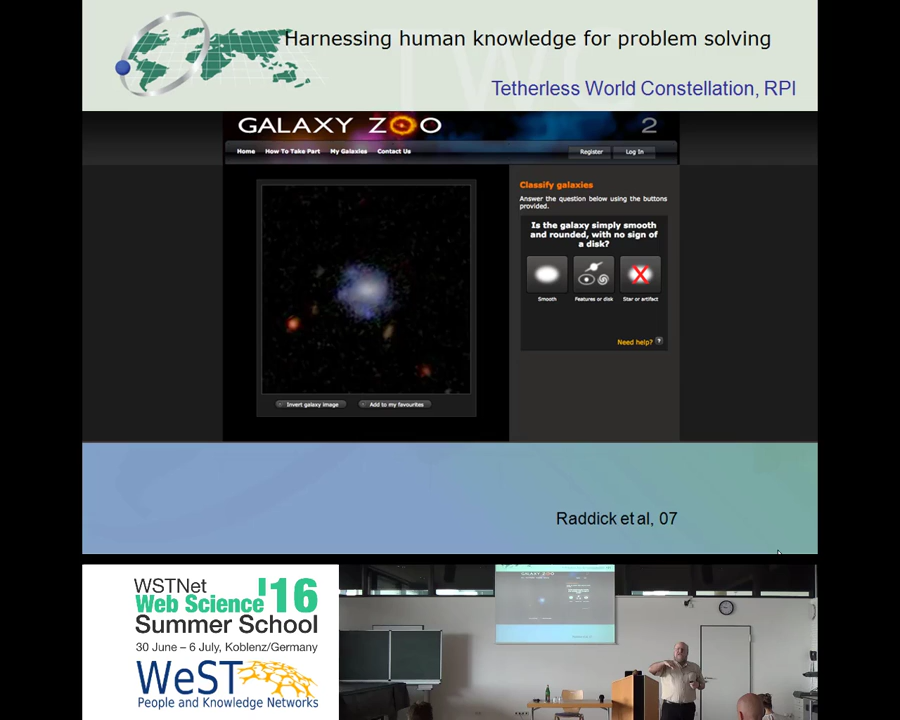 Harnessing human knowledge for problem solving
Tetherless World Constellation, RPI
GALAXY ZOO 2
Home How To Take Part My Galaxies Contact Us Register Log In
Classify galaxies
Answer the question below using the buttons
provided.
Is the galaxy simply smooth
and rounded, with no sign of
a disk?
Smooth Features or disk Star or artifact
Need help? ?
Invert galaxy image Add to my favourites
Raddick et al, 07
WSTNet
Web Science '16
Summer School
30 June – 6 July, Koblenz/Germany
WeST
People and Knowledge Networks